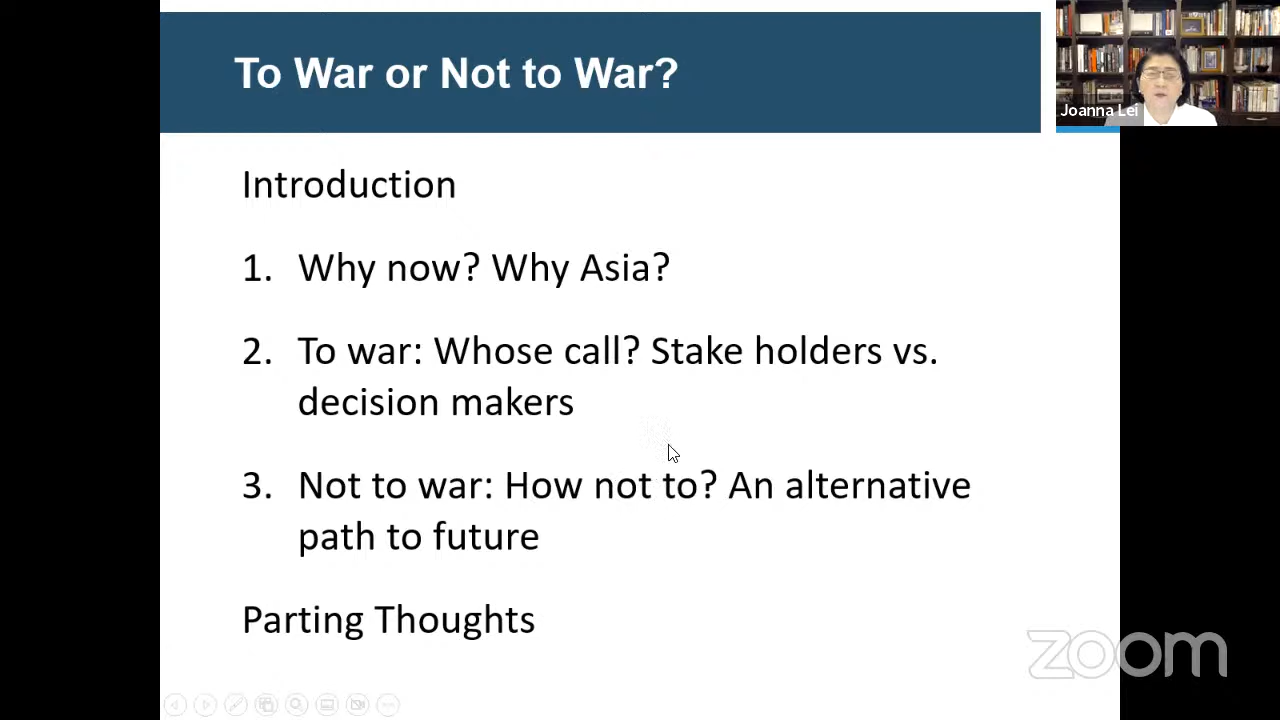 To War or Not to War?
Joanna Lei
Introduction
1. Why now? Why Asia?
2. To war: Whose call? Stake holders vs.
decision makers
3. Not to war: How not to? An alternative
path to future
Parting Thoughts
zoom